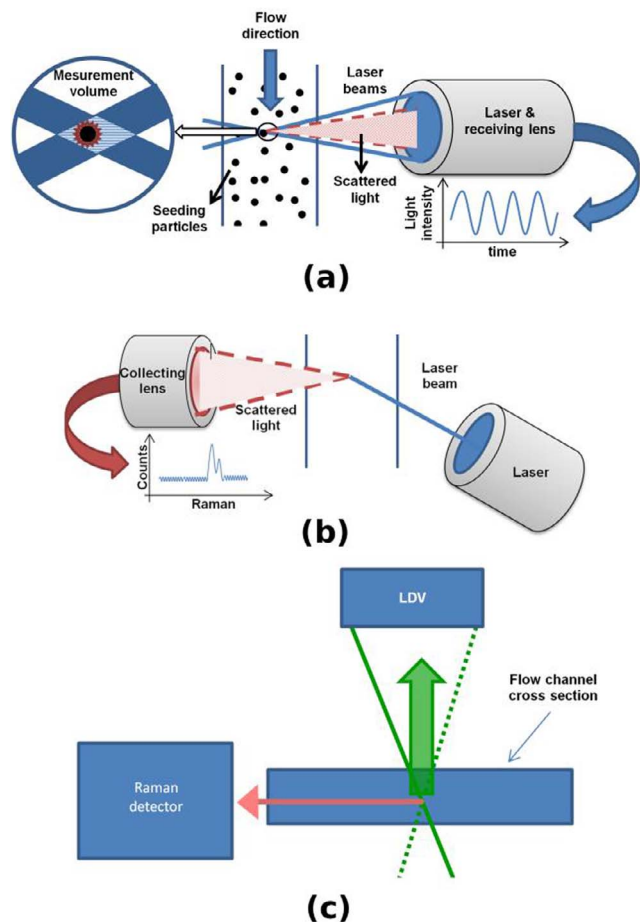 Flow
direction
Mesurement
volume
Laser
beams
Laser &
receiving lens
Scattered
light
Seeding
particles
Light
intensity
time
(a)
Collecting
lens
Scattered
light
Laser
beam
Laser
Counts
Raman
(b)
LDV
Flow channel
cross section
Raman
detector
(c)